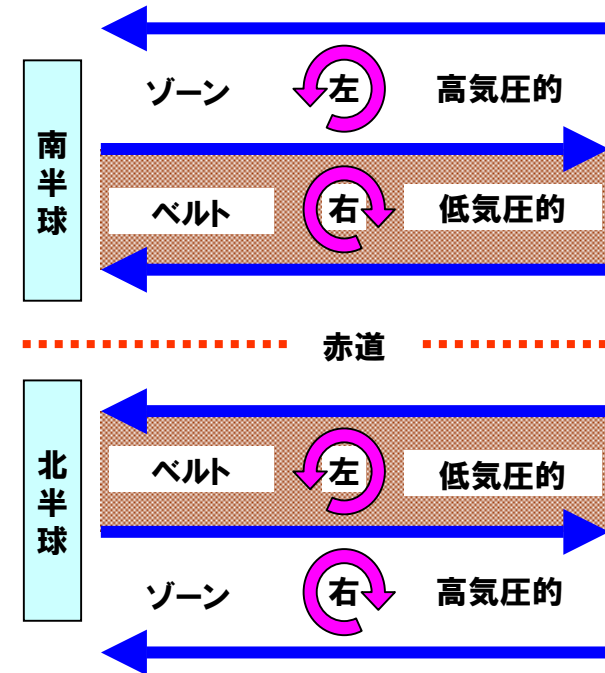 南半球
ゾーン 左 高気圧的
ベルト 右 低気圧的
赤道
北半球
ベルト 左 低気圧的
ゾーン 右 高気圧的